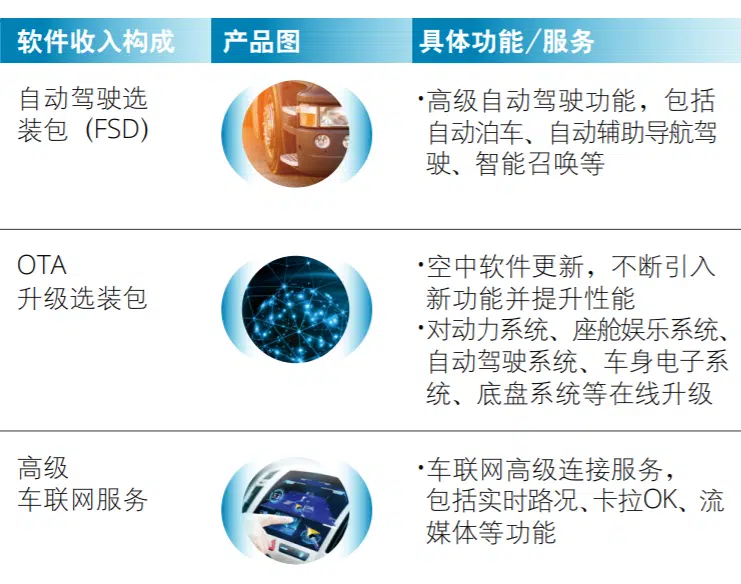 软件收入构成 产品图 具体功能/服务
自动驾驶选
装包（FSD）
•高级自动驾驶功能，包括
自动泊车、自动辅助导航驾
驶、智能召唤等
OTA
升级选装包
•空中软件更新，不断引入
新功能并提升性能
•对动力系统、座舱娱乐系统、
自动驾驶系统、车身电子系
统、底盘系统等在线升级
高级
车联网服务
•车联网高级连接服务，
包括实时路况、卡拉OK、流
媒体等功能